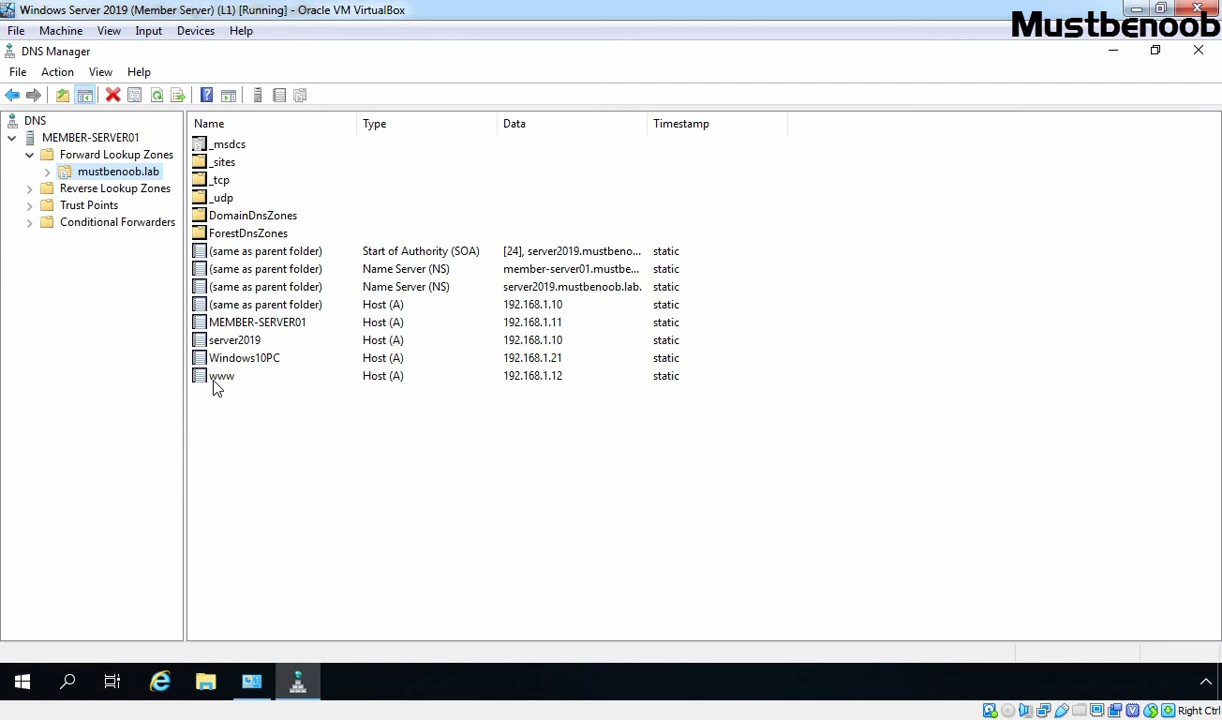 Windows Server 2019 (Member Server) (L1) [Running] - Oracle VM VirtualBox
Mustbenoob
File Machine View Input Devices Help
DNS Manager
File Action View Help
DNS
MEMBER-SERVER01
Forward Lookup Zones
mustbenoob.lab
Reverse Lookup Zones
Trust Points
Conditional Forwarders
Name Type Data Timestamp
_msdcs
_sites
_tcp
_udp
DomainDnsZones
ForestDnsZones
(same as parent folder) Start of Authority (SOA) [24], server2019.mustbeno... static
(same as parent folder) Name Server (NS) member-server01.mustbe... static
(same as parent folder) Name Server (NS) server2019.mustbenoob.lab. static
(same as parent folder) Host (A) 192.168.1.10 static
MEMBER-SERVER01 Host (A) 192.168.1.11 static
server2019 Host (A) 192.168.1.10 static
Windows10PC Host (A) 192.168.1.21 static
www Host (A) 192.168.1.12 static
Right Ctrl